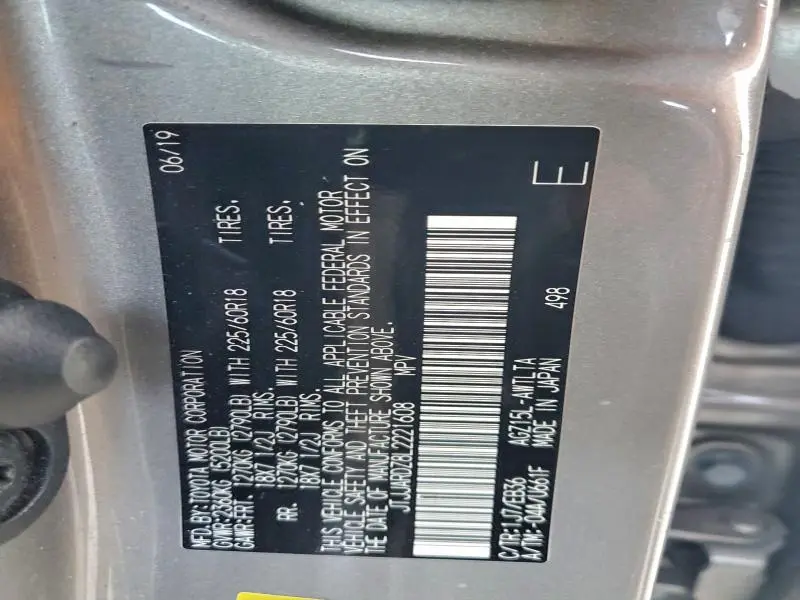 MFD.BY:TOYOTA MOTOR CORPORATION 06/19
GVWR:2360KG (5200LB)
GAWR:FRT. 1270KG (2790LB) WITH 225/60R18 TIRES.
18X7 1/2J RIMS.
RR. 1270KG (2790LB) WITH 225/60R18 TIRES.
18X7 1/2J RIMS.
THIS VEHICLE CONFORMS TO ALL APPLICABLE FEDERAL MOTOR
VEHICLE SAFETY AND THEFT PREVENTION STANDARDS IN EFFECT ON
THE DATE OF MANUFACTURE SHOWN ABOVE.
JTJJARDZ8L2221608 MPV
C/TR:1J7/EB36 AGZ15L-AWTLTA
A/TM:-04A/U661F MADE IN JAPAN 498
E